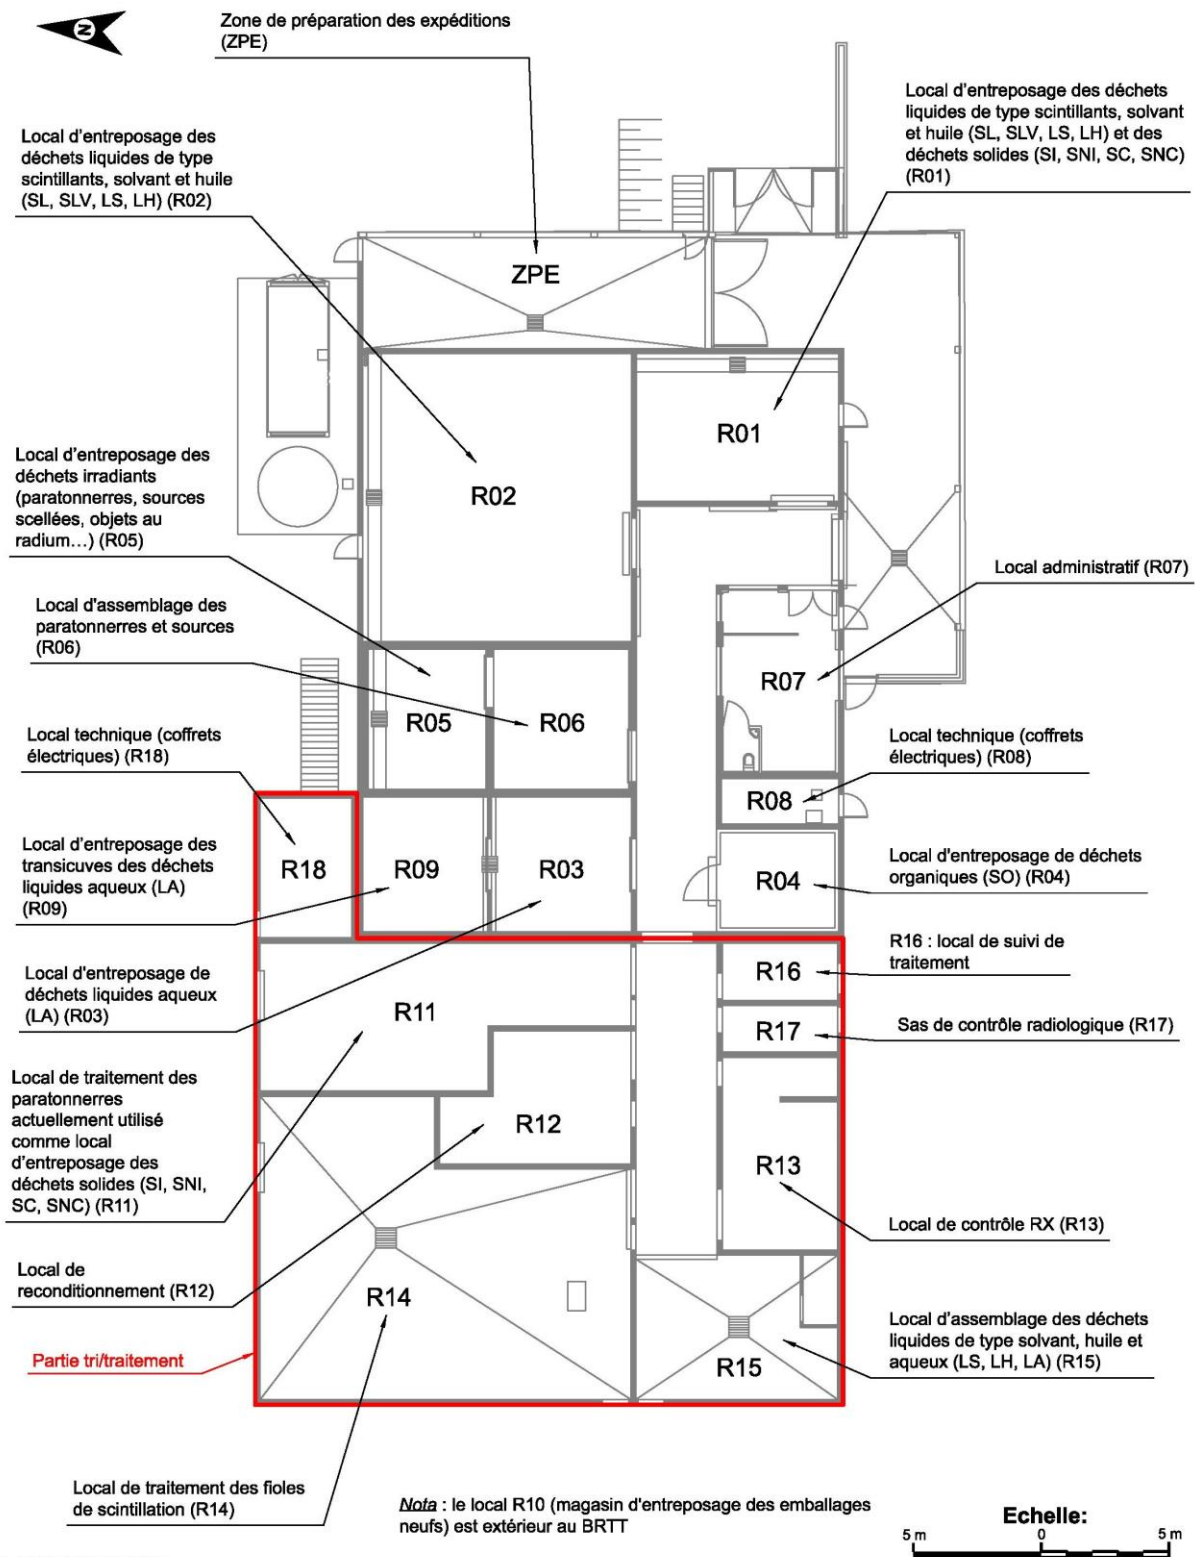 N
Zone de préparation des expéditions
(ZPE)
Local d'entreposage des déchets
liquides de type scintillants, solvant
et huile (SL, SLV, LS, LH) et des
déchets solides (SI, SNI, SC, SNC)
(R01)
Local d'entreposage des
déchets liquides de type
scintillants, solvant et huile
(SL, SLV, LS, LH) (R02)
ZPE
R01
R02
Local d'entreposage des
déchets irradiants
(paratonnerres, sources
scellées, objets au
radium...) (R05)
Local administratif (R07)
Local d'assemblage des
paratonnerres et sources
(R06)
R07
R05
R06
Local technique (coffrets
électriques) (R18)
Local technique (coffrets
électriques) (R08)
R08
Local d'entreposage des
transicuves des déchets
liquides aqueux (LA)
(R09)
R18
R09
R03
R04
Local d'entreposage de déchets
organiques (SO) (R04)
R16 : local de suivi de
traitement
Local d'entreposage de
déchets liquides aqueux
(LA) (R03)
R16
R11
R17
Sas de contrôle radiologique (R17)
Local de traitement des
paratonnerres
actuellement utilisé
comme local
d'entreposage des
déchets solides (SI, SNI,
SC, SNC) (R11)
R12
R13
Local de contrôle RX (R13)
Local de
reconditionnement (R12)
R14
Local d'assemblage des déchets
liquides de type solvant, huile et
aqueux (LS, LH, LA) (R15)
Partie tri/traitement
R15
Local de traitement des fioles
de scintillation (R14)
Nota : le local R10 (magasin d'entreposage des emballages
neufs) est extérieur au BRTT
Echelle:
5 m 0 5 m